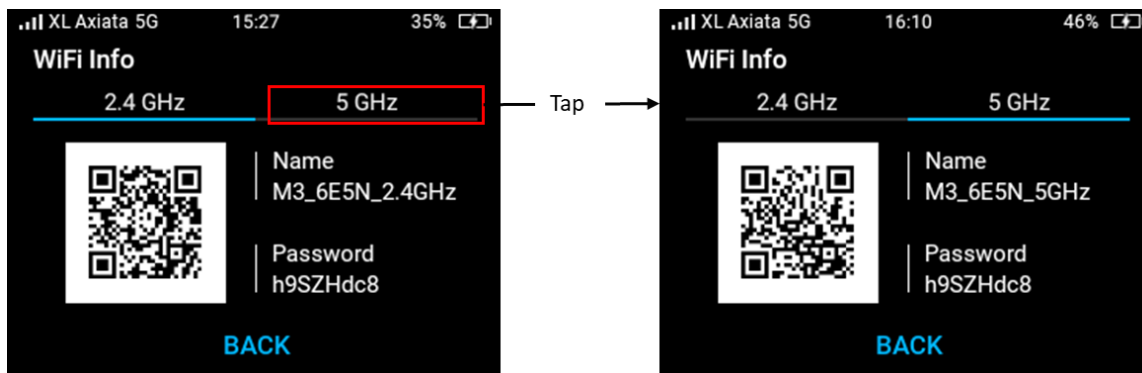 XL Axiata 5G 15:27 35%
WiFi Info
2.4 GHz 5 GHz
Name
M3_6E5N_2.4GHz
Password
h9SZHdc8
BACK
Tap
XL Axiata 5G 16:10 46%
WiFi Info
2.4 GHz 5 GHz
Name
M3_6E5N_5GHz
Password
h9SZHdc8
BACK